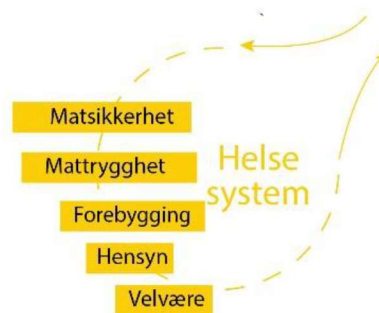 Matsikkerhet
Mattrygghet
Forebygging
Hensyn
Velvære
Helse
system